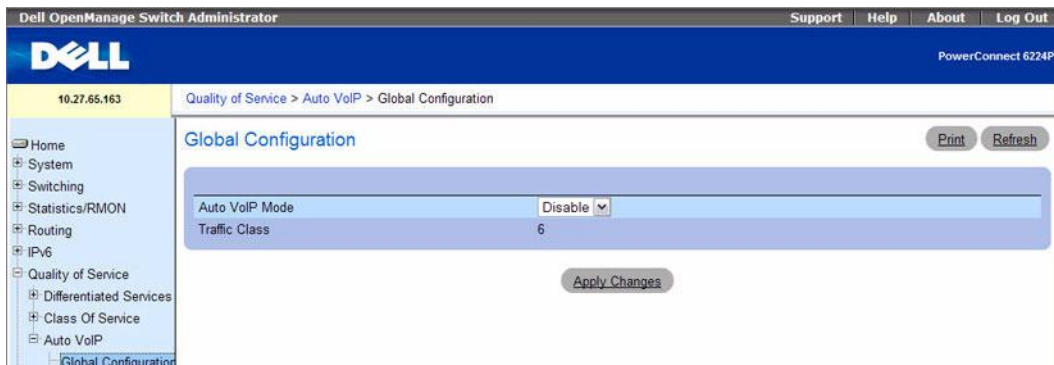 Dell OpenManage Switch Administrator
Support Help About Log Out
DELL
PowerConnect 6224P
10.27.65.163
Quality of Service > Auto VoIP > Global Configuration
Home
System
Switching
Statistics/RMON
Routing
IPv6
Quality of Service
Differentiated Services
Class Of Service
Auto VoIP
Global Configuration
Global Configuration
Print Refresh
Auto VoIP Mode Disable
Traffic Class 6
Apply Changes